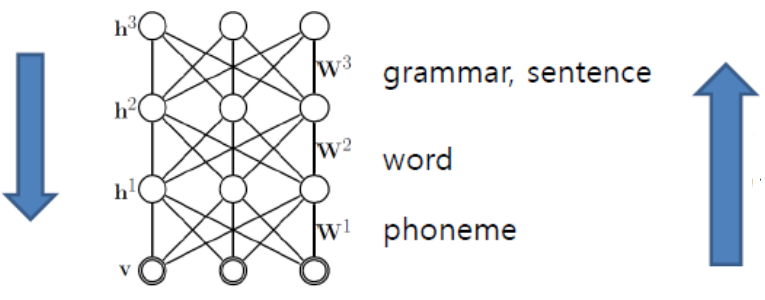 h³
W³ grammar, sentence
h²
W² word
h¹
W¹ phoneme
v